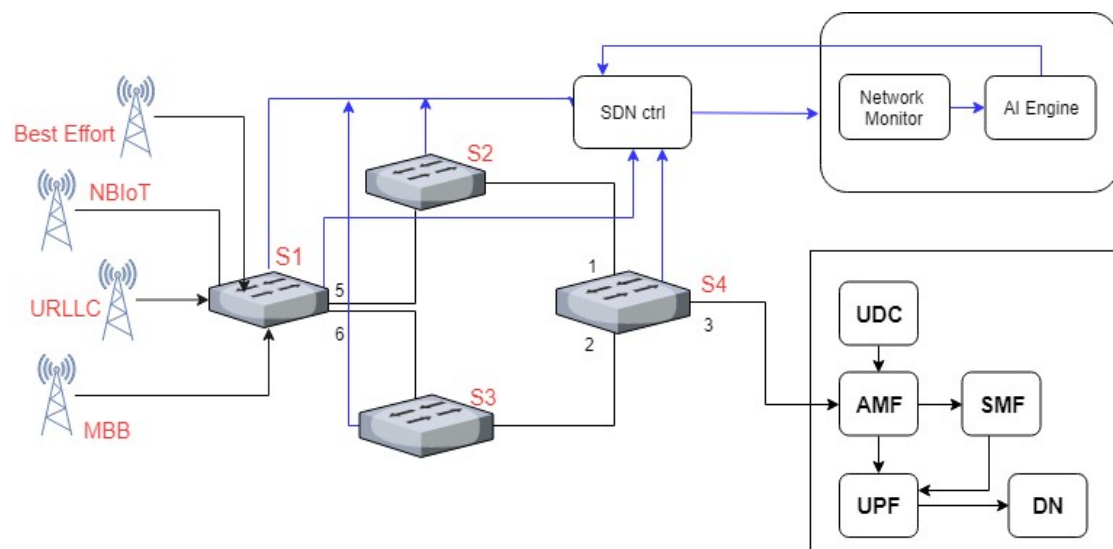 Best Effort
NBIoT
URLLC
MBB
S1
5
6
S2
S3
SDN ctrl
1
2
S4
3
Network
Monitor
AI Engine
UDC
AMF
SMF
UPF
DN